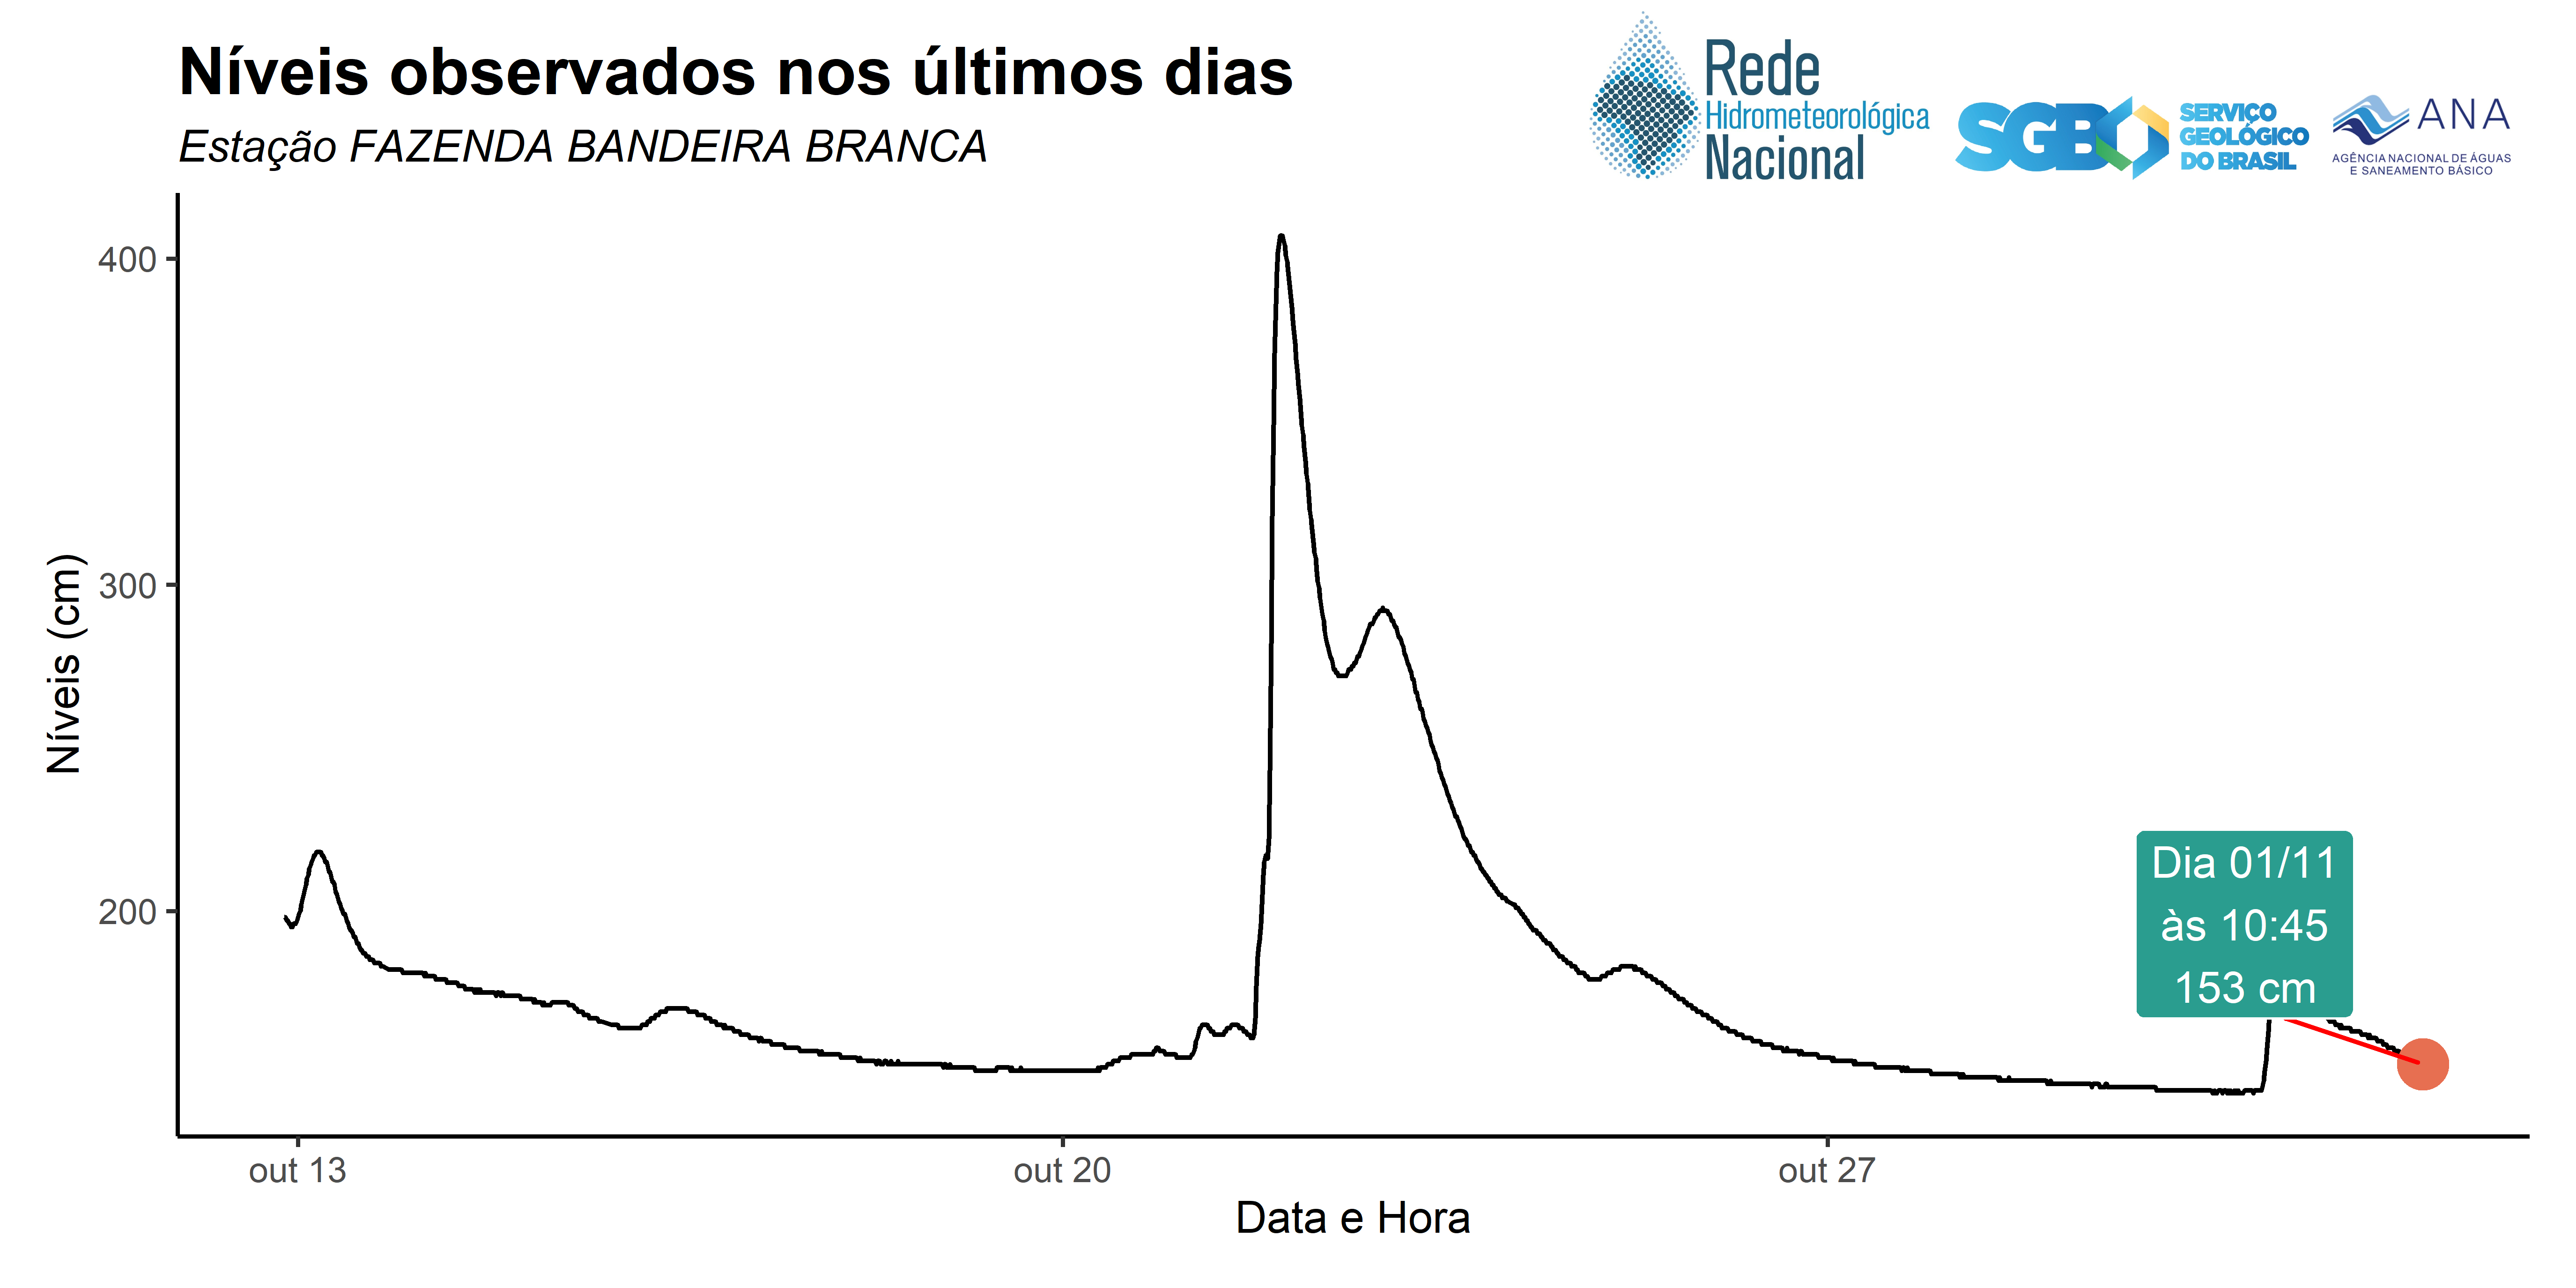 Níveis observados nos últimos dias
Estação FAZENDA BANDEIRA BRANCA
Rede
Hidrometeorológica
Nacional
SGB
SERVIÇO
GEOLÓGICO
DO BRASIL
ANA
AGÊNCIA NACIONAL DE ÁGUAS
E SANEAMENTO BÁSICO
Níveis (cm)
400
300
200
Dia 01/11
às 10:45
153 cm
out 13
out 20
out 27
Data e Hora